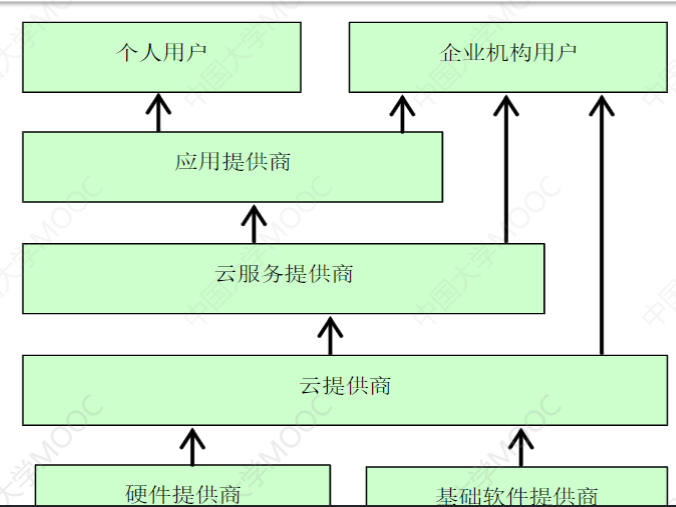 个人用户
企业机构用户
应用提供商
云服务提供商
云提供商
硬件提供商
基础软件提供商
中国大学MOOC